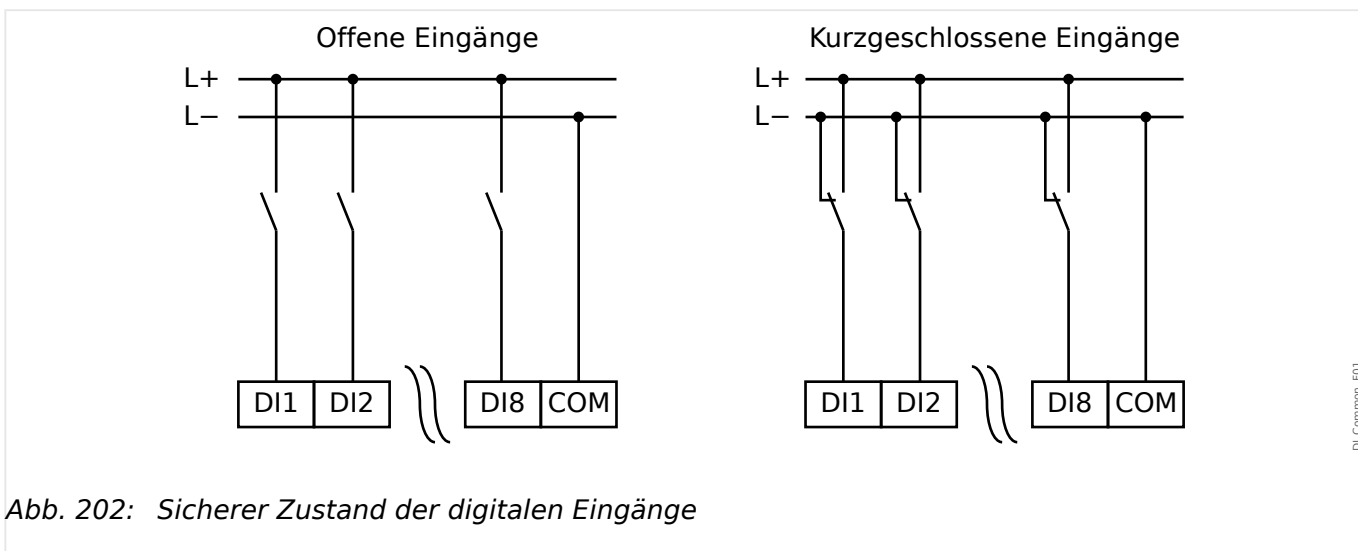 Offene Eingänge
Kurzgeschlossene Eingänge
L+
L−
L+
L−
DI1 DI2 DI8 COM
DI1 DI2 DI8 COM
DI_Common_E01
Abb. 202: Sicherer Zustand der digitalen Eingänge